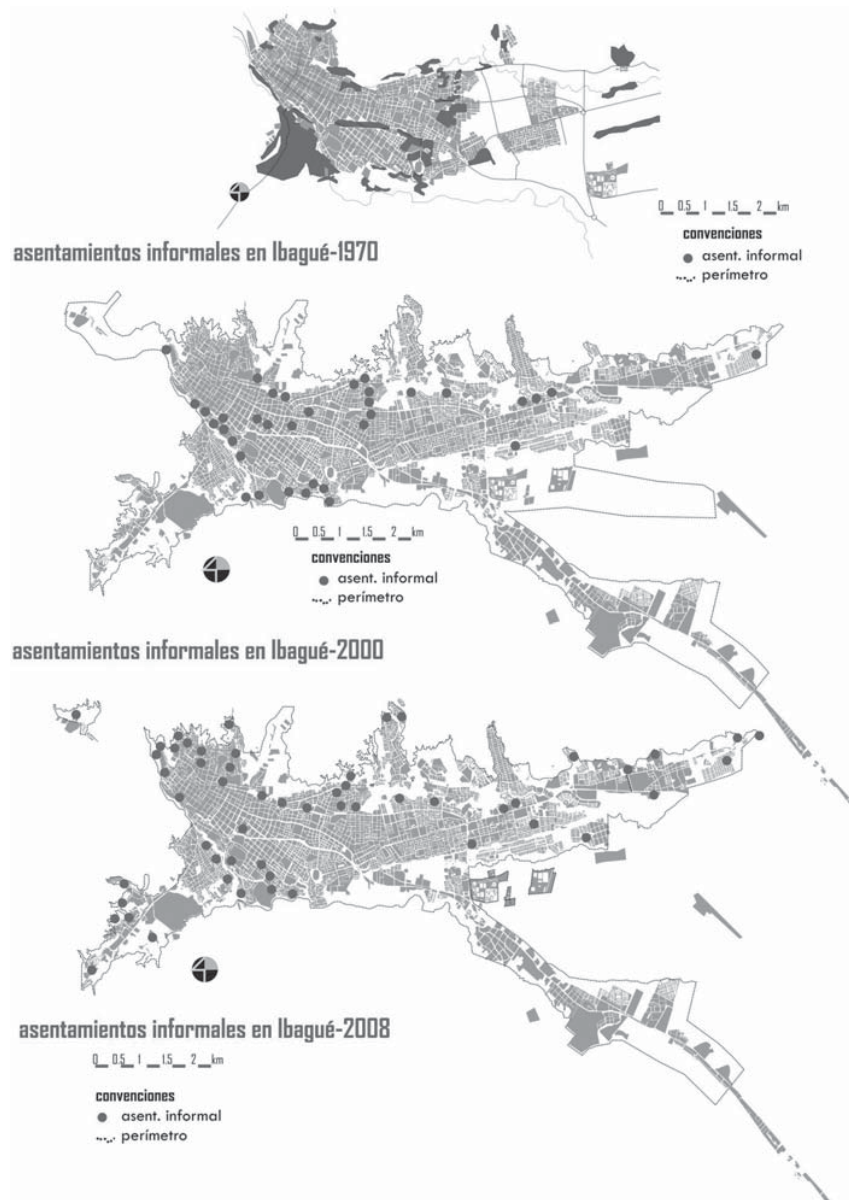 0 0.5 1 1.5 2 km
convenciones
asent. informal
perímetro
asentamientos informales en Ibagué-1970
0 0.5 1 1.5 2 km
convenciones
asent. informal
perímetro
asentamientos informales en Ibagué-2000
asentamientos informales en Ibagué-2008
0 0.5 1 1.5 2 km
convenciones
asent. informal
perímetro